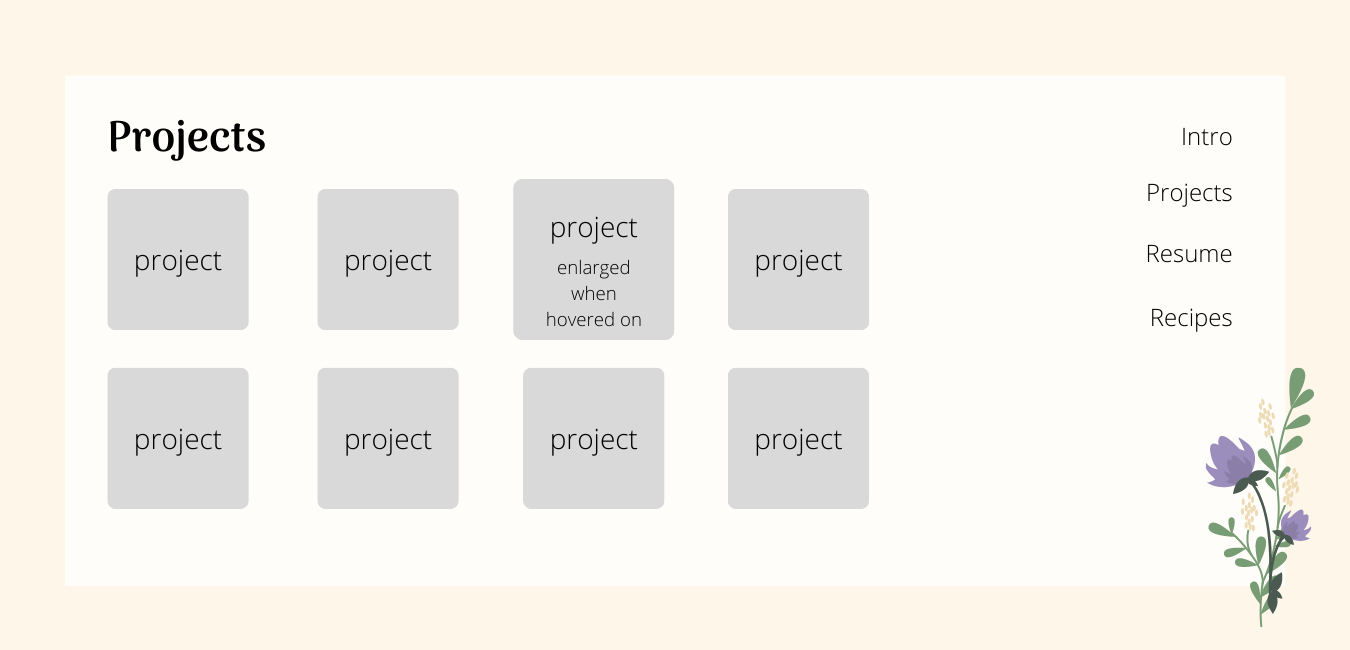 Projects
project
project
project
enlarged
when
hovered on
project
project
project
project
project
Intro
Projects
Resume
Recipes